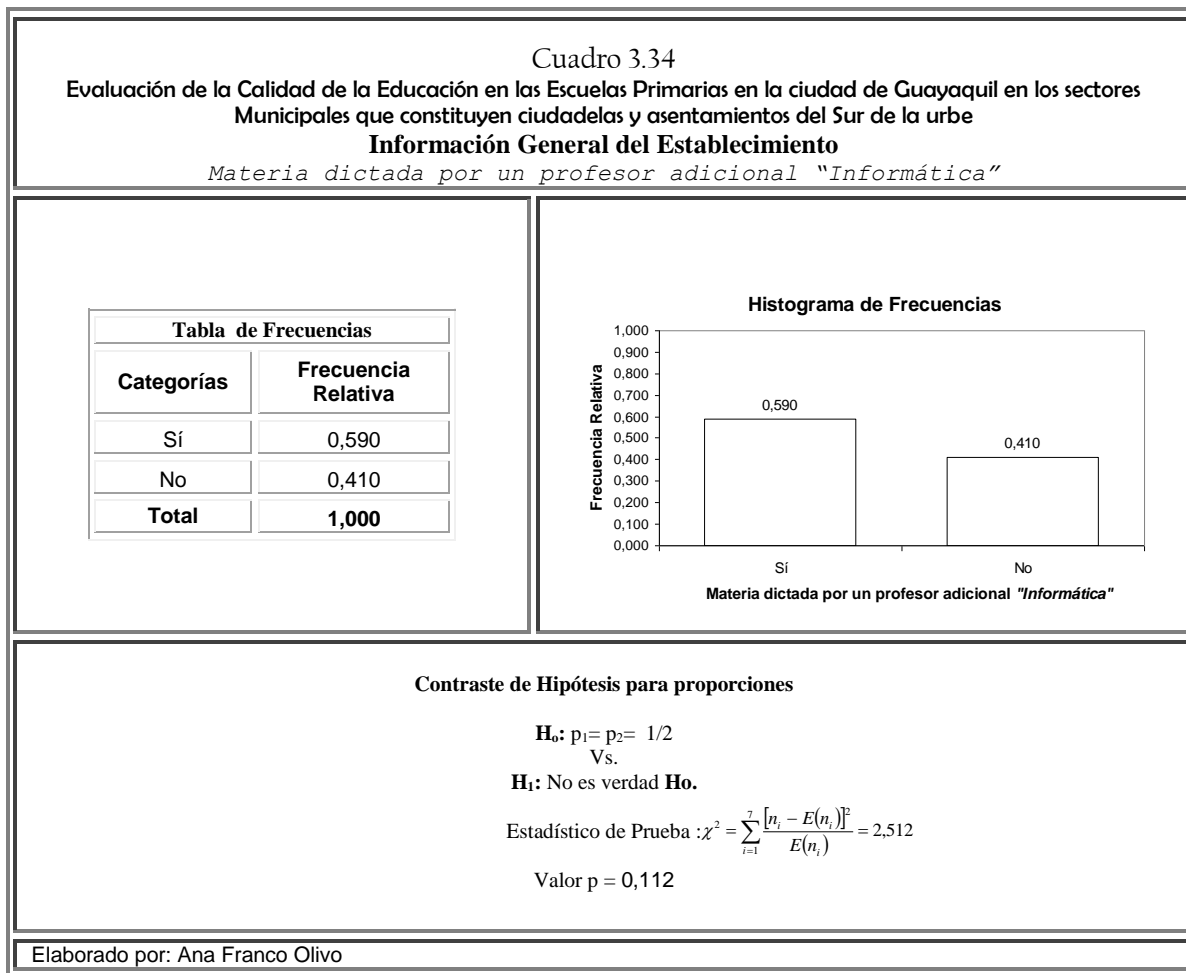 Cuadro 3.34
Evaluación de la Calidad de la Educación en las Escuelas Primarias en la ciudad de Guayaquil en los sectores
Municipales que constituyen ciudadelas y asentamientos del Sur de la urbe
Información General del Establecimiento
Materia dictada por un profesor adicional “Informática”
Tabla de Frecuencias
Categorías Frecuencia Relativa
Sí 0,590
No 0,410
Total 1,000
Histograma de Frecuencias
Frecuencia Relativa
1,000
0,900
0,800
0,700
0,600
0,500
0,400
0,300
0,200
0,100
0,000
0,590
0,410
Sí No
Materia dictada por un profesor adicional "Informática"
Contraste de Hipótesis para proporciones
Ho: p1= p2= 1/2
Vs.
H1: No es verdad Ho.
Estadístico de Prueba :χ² = ∑_{i=1}^{7} [n_i − E(n_i)]² / E(n_i) = 2,512
Valor p = 0,112
Elaborado por: Ana Franco Olivo